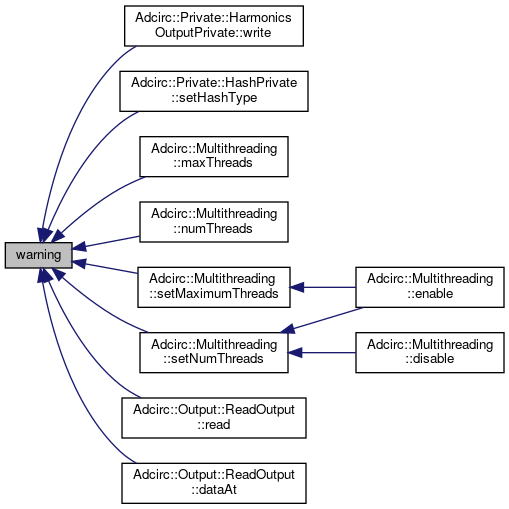 Adcirc::Private::Harmonics
OutputPrivate::write
Adcirc::Private::HashPrivate
::setHashType
Adcirc::Multithreading
::maxThreads
Adcirc::Multithreading
::numThreads
warning
Adcirc::Multithreading
::setMaximumThreads
Adcirc::Multithreading
::enable
Adcirc::Multithreading
::setNumThreads
Adcirc::Multithreading
::disable
Adcirc::Output::ReadOutput
::read
Adcirc::Output::ReadOutput
::dataAt